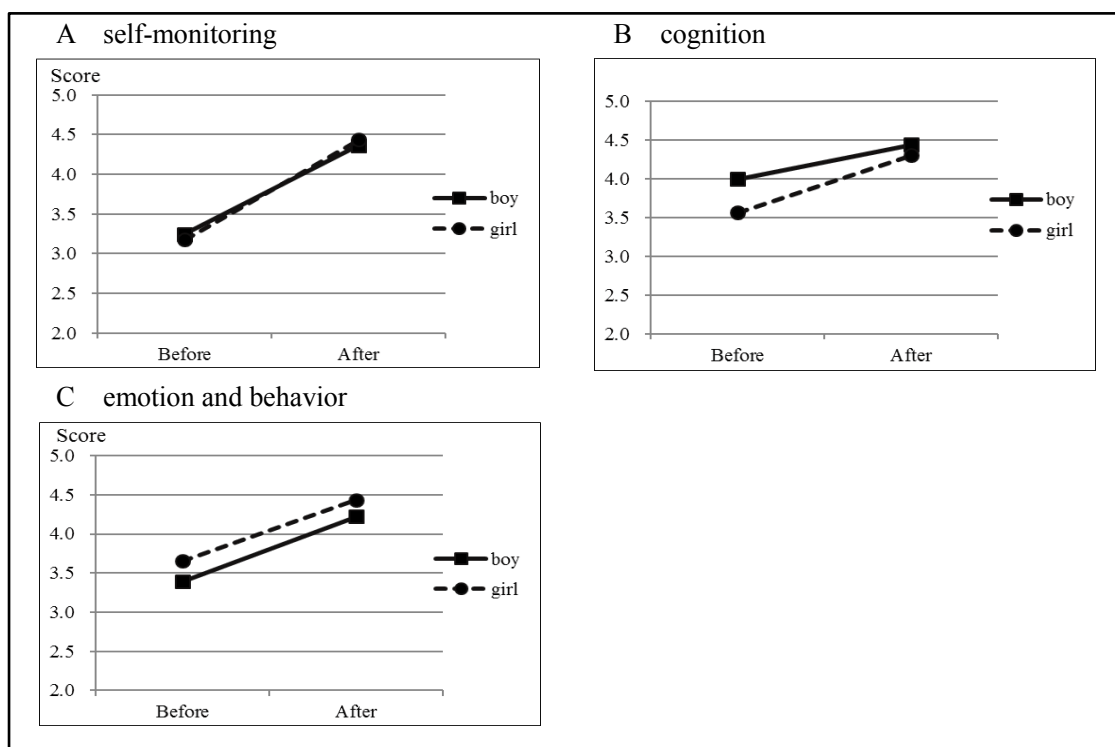 A self-monitoring
Score
5.0
4.5
4.0
3.5
3.0
2.5
2.0
Before After
boy
girl
B cognition
5.0
4.5
4.0
3.5
3.0
2.5
2.0
Before After
boy
girl
C emotion and behavior
Score
5.0
4.5
4.0
3.5
3.0
2.5
2.0
Before After
boy
girl